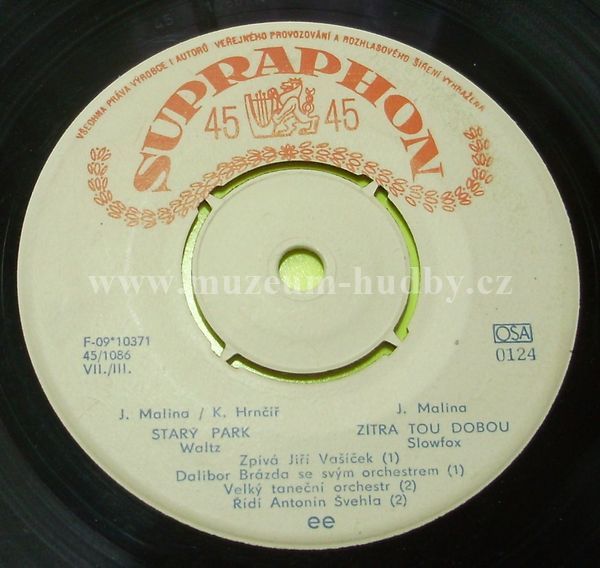 VŠECHNA PRÁVA VÝROBCE I AUTORŮ VEŘEJNÉHO PROVOZOVÁNÍ A ROZHLASOVÉHO ŠÍŘENÍ VYHRAŽENA
SUPRAPHON
45 45
www.muzeum-hudby.cz
F-09*10371
45/1086
VII./III.
OSA
0124
J. Malina / K. Hrnčíř
STARÝ PARK
Waltz
J. Malina
ZÍTRA TOU DOBOU
Slowfox
Zpívá Jiří Vašíček (1)
Dalibor Brázda se svým orchestrem (1)
Velký taneční orchestr (2)
Řídí Antonín Švehla (2)
ee